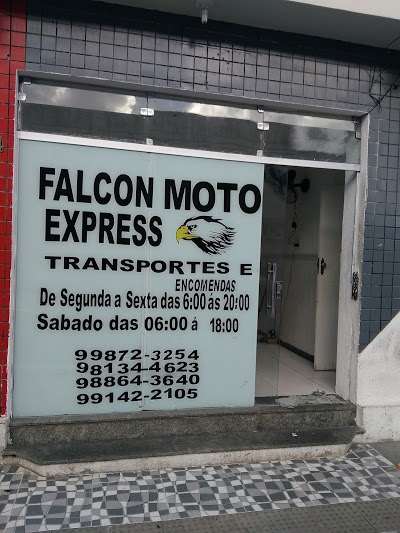 FALCON MOTO
EXPRESS
TRANSPORTES E
ENCOMENDAS
De Segunda a Sexta das 6:00 ás 20:00
Sabado das 06:00 á 18:00
99872-3254
98134-4623
98864-3640
99142-2105